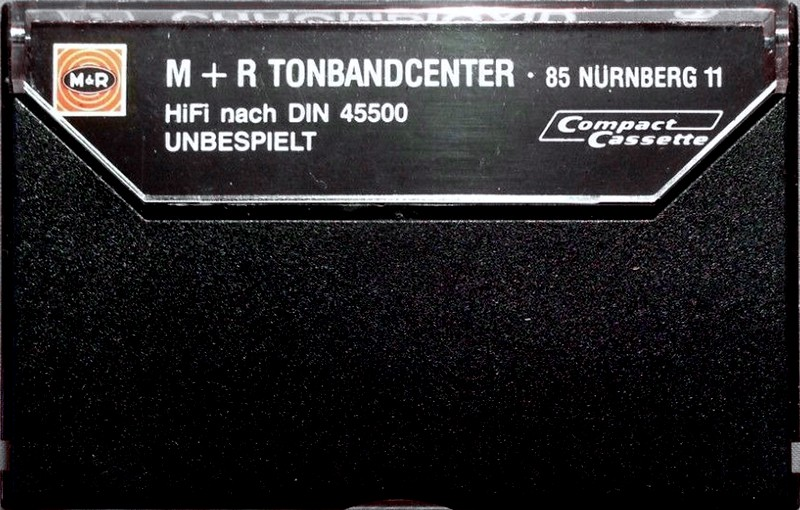 M&R
M + R TONBANDCENTER · 85 NÜRNBERG 11
HiFi nach DIN 45500
UNBESPIELT
Compact
Cassette